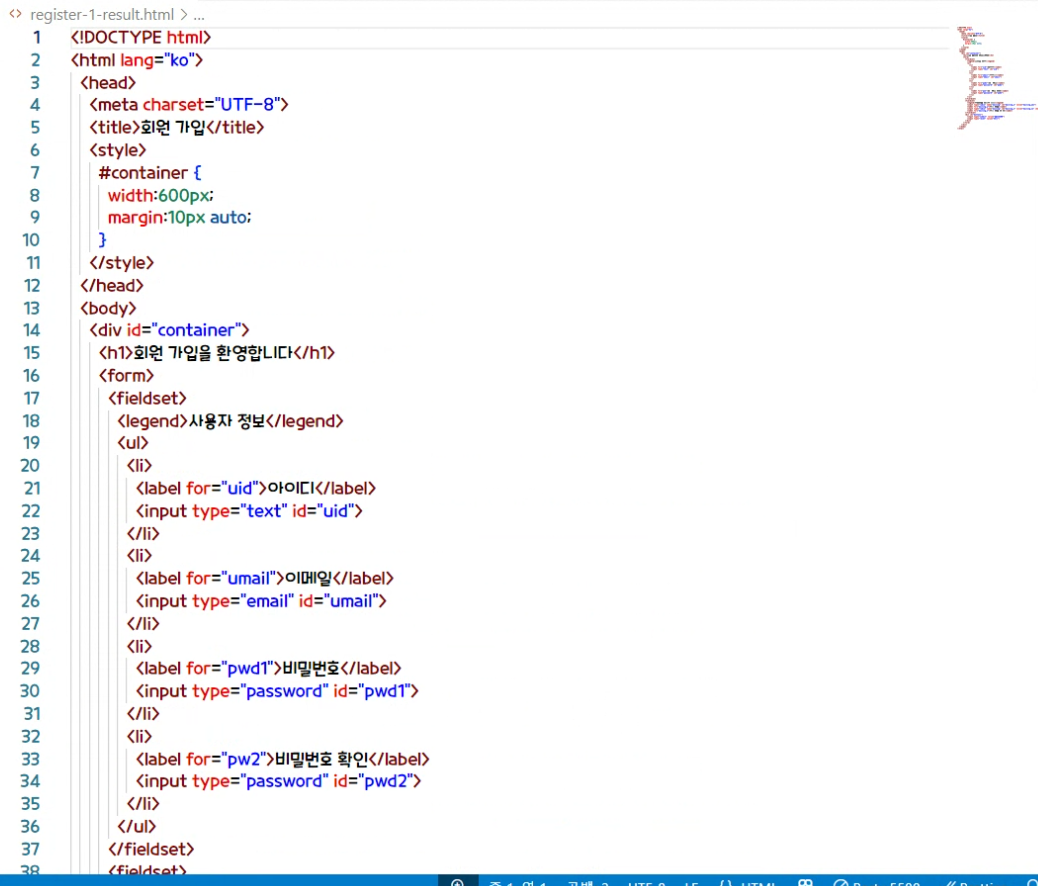 register-1-result.html > ...
1 <!DOCTYPE html>
2 <html lang="ko">
3 <head>
4 <meta charset="UTF-8">
5 <title>회원 가입</title>
6 <style>
7 #container {
8 width:600px;
9 margin:10px auto;
10 }
11 </style>
12 </head>
13 <body>
14 <div id="container">
15 <h1>회원 가입을 환영합니다</h1>
16 <form>
17 <fieldset>
18 <legend>사용자 정보</legend>
19 <ul>
20 <li>
21 <label for="uid">아이디</label>
22 <input type="text" id="uid">
23 </li>
24 <li>
25 <label for="umail">이메일</label>
26 <input type="email" id="umail">
27 </li>
28 <li>
29 <label for="pwd1">비밀번호</label>
30 <input type="password" id="pwd1">
31 </li>
32 <li>
33 <label for="pw2">비밀번호 확인</label>
34 <input type="password" id="pwd2">
35 </li>
36 </ul>
37 </fieldset>
38 <fieldset>